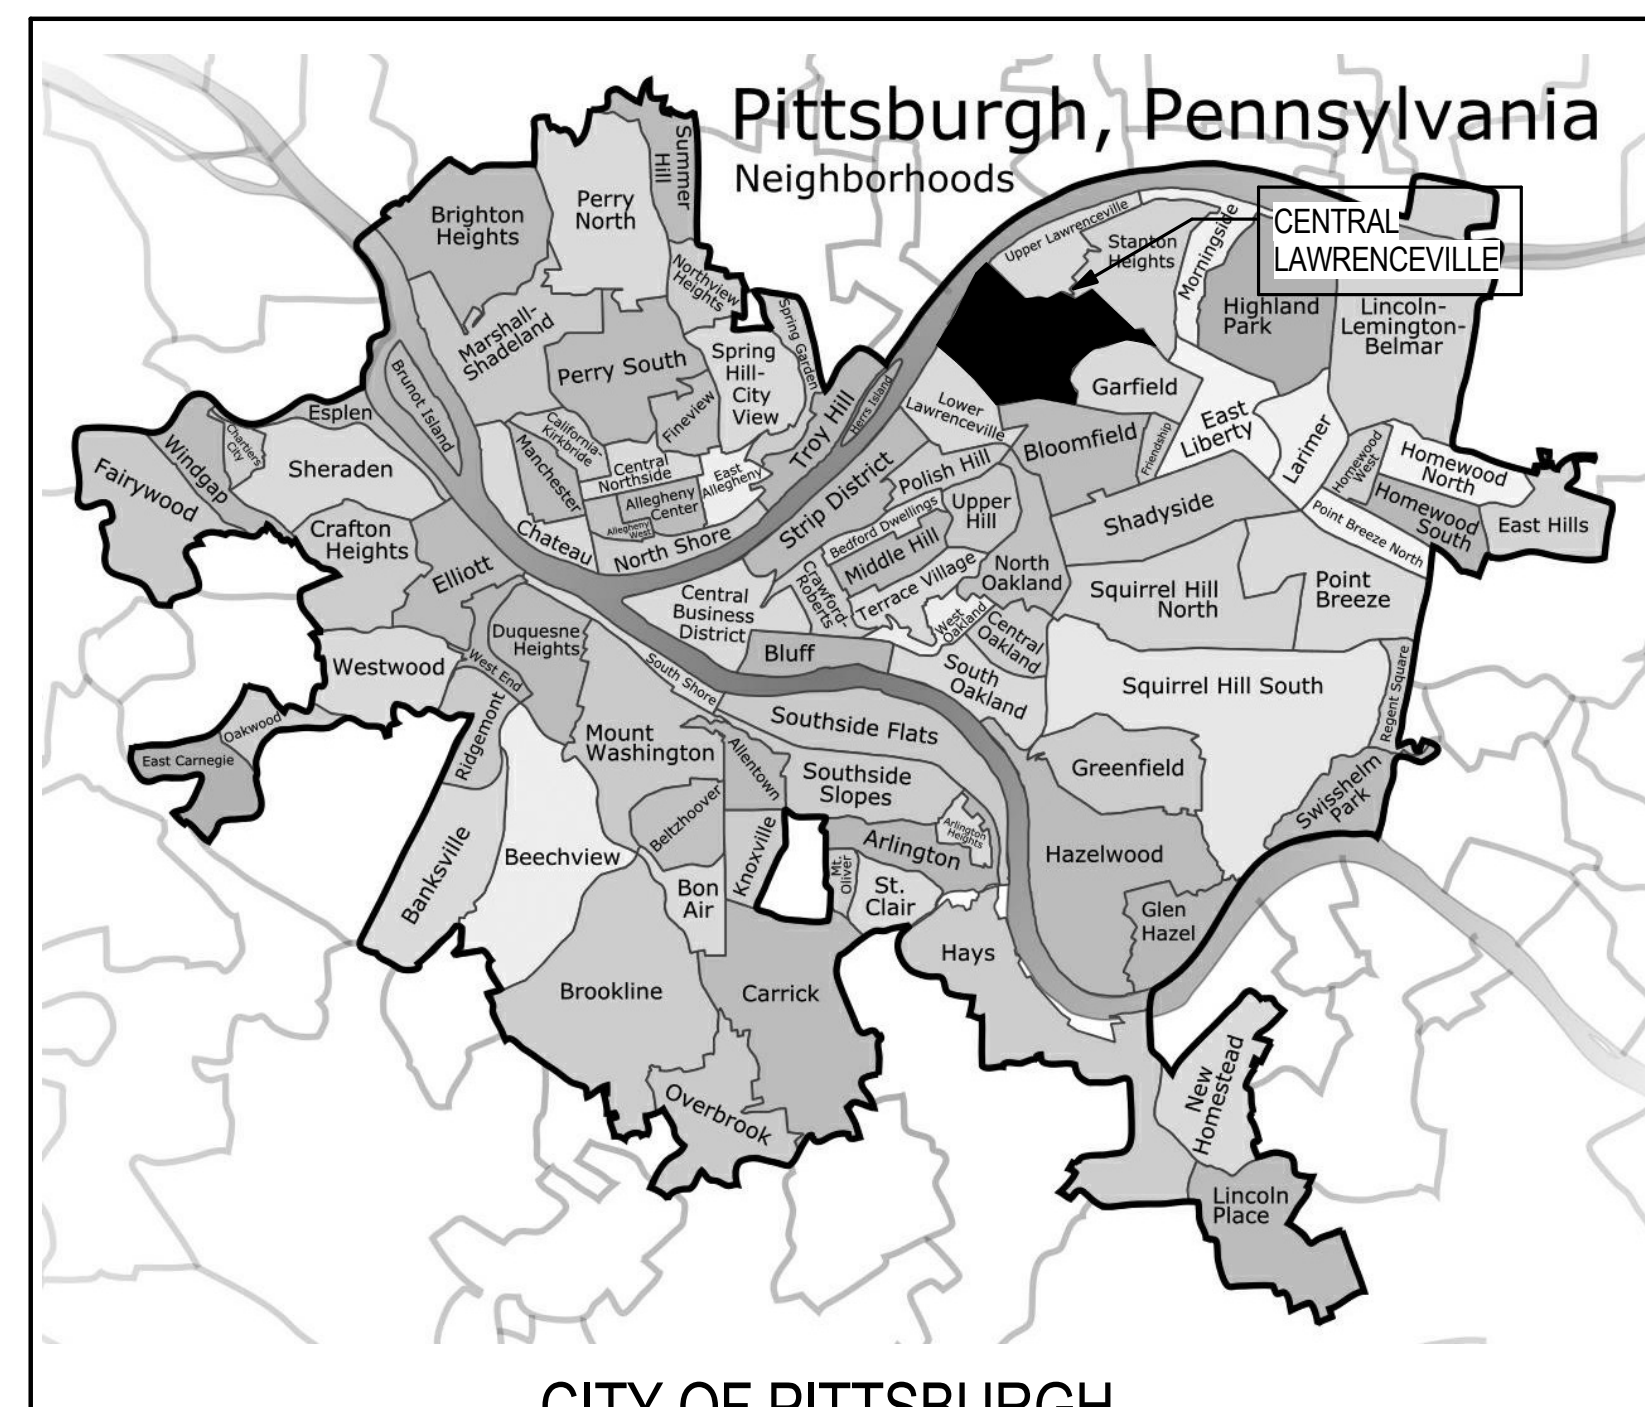 Pittsburgh, Pennsylvania
Neighborhoods
CENTRAL
LAWRENCEVILLE
Summer
Hill
Perry
North
Brighton
Heights
Upper Lawrenceville
Stanton
Heights
Morningside
Highland
Park
Lincoln-
Lemington-
Belmar
Northview
Heights
Spring Garden
Marshall-
Shadeland
Perry South
Spring
Hill-
City
View
Fineview
Brunot Island
Esplen
Troy Hill
Herrs Island
Garfield
Lower
Lawrenceville
Bloomfield
Friendship
East
Liberty
Larimer
Homewood
West
Homewood
North
Homewood
South
East Hills
Point Breeze North
Chartiers
City
Windgap
Fairywood
Sheraden
California-
Kirkbride
Manchester
Central
Northside
East
Allegheny
Allegheny
Center
Allegheny
West
Chateau
North Shore
Strip District
Polish Hill
Bedford Dwellings
Upper
Hill
Middle Hill
Shadyside
Crafton
Heights
Elliott
Crawford-
Roberts
Terrace Village
North
Oakland
West
Oakland
Central
Oakland
Squirrel Hill
North
Point
Breeze
Central
Business
District
Bluff
South
Oakland
Duquesne
Heights
West End
Westwood
South Shore
Squirrel Hill South
Regent Square
Oakwood
East Carnegie
Ridgemont
Mount
Washington
Allentown
Southside Flats
Southside
Slopes
Greenfield
Swisshelm
Park
Beltzhoover
Knoxville
Arlington
Heights
Arlington
Mt.
Oliver
St.
Clair
Hazelwood
Banksville
Beechview
Bon
Air
Glen
Hazel
Hays
Brookline
Carrick
Overbrook
New
Homestead
Lincoln
Place
CITY OF PITTSBURGH